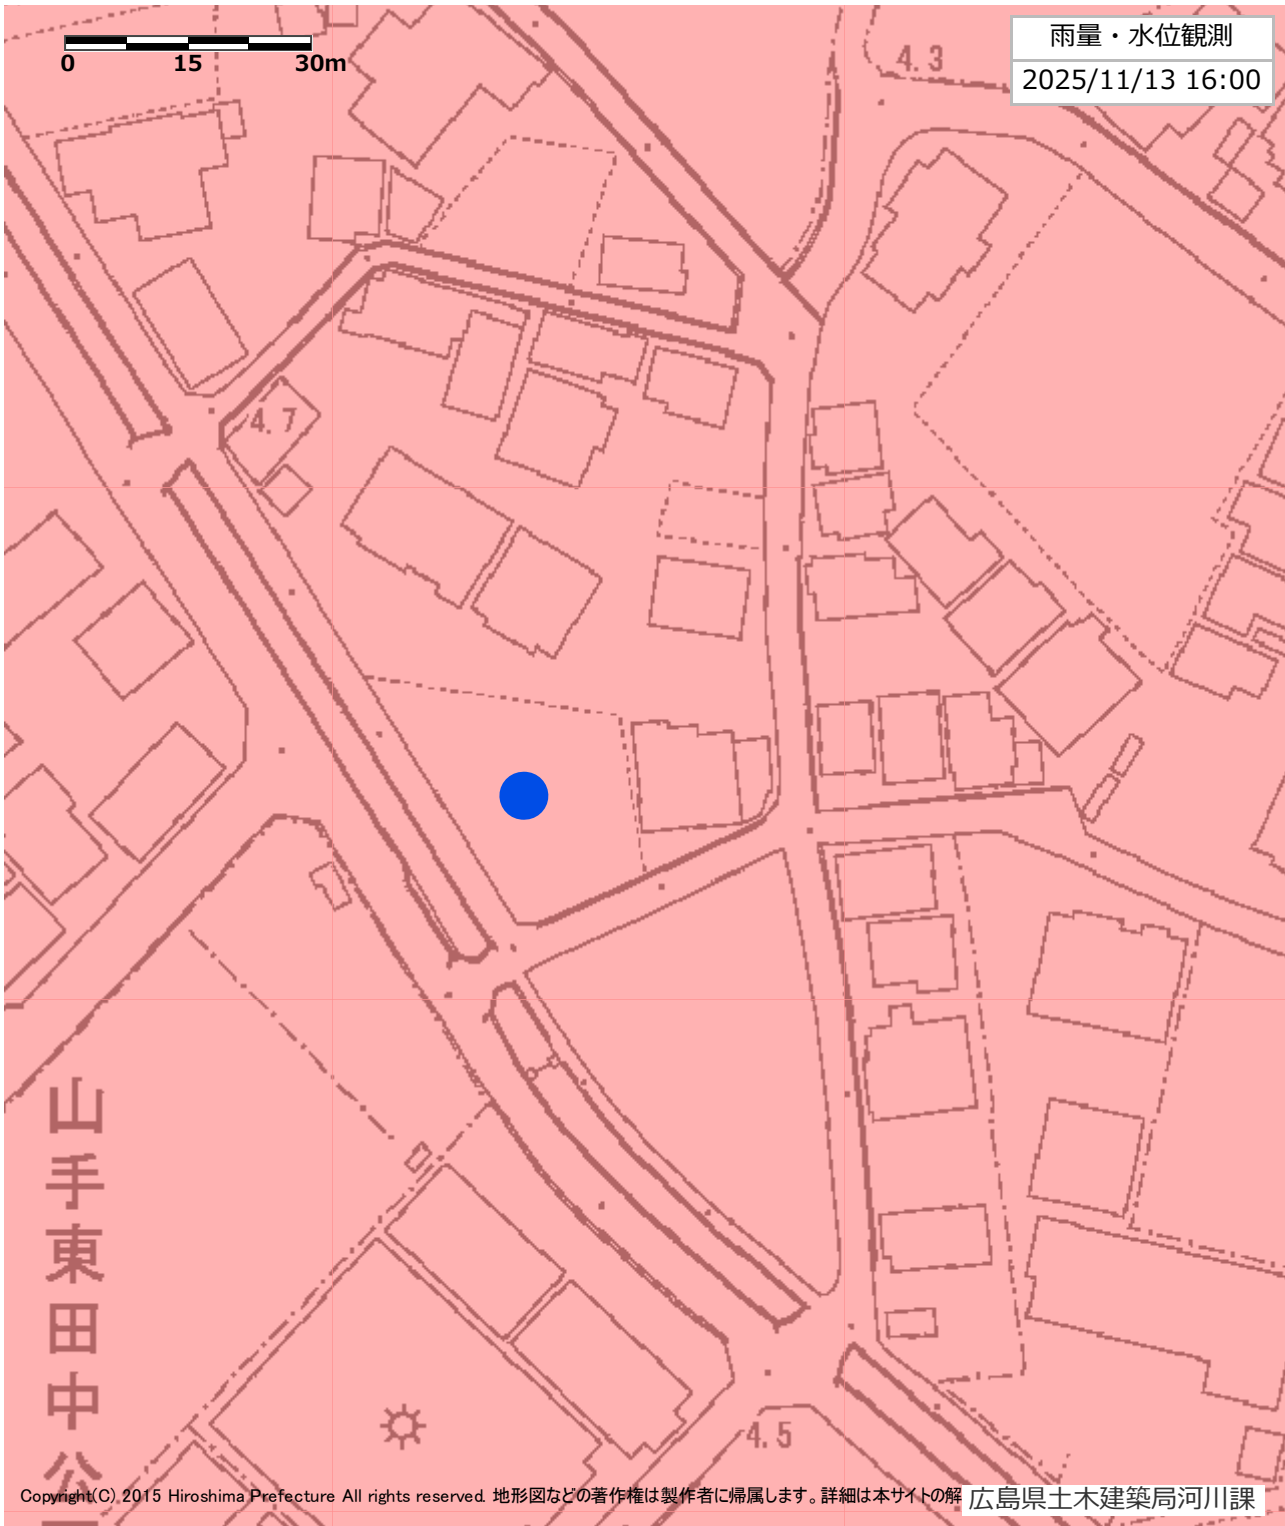 0 15 30m
雨量・水位観測
2025/11/13 16:00
4.3
4.7
山手東田中公
4.5
Copyright(C) 2015 Hiroshima Prefecture All rights reserved. 地形図などの著作権は製作者に帰属します。詳細は本サイトの解
広島県土木建築局河川課